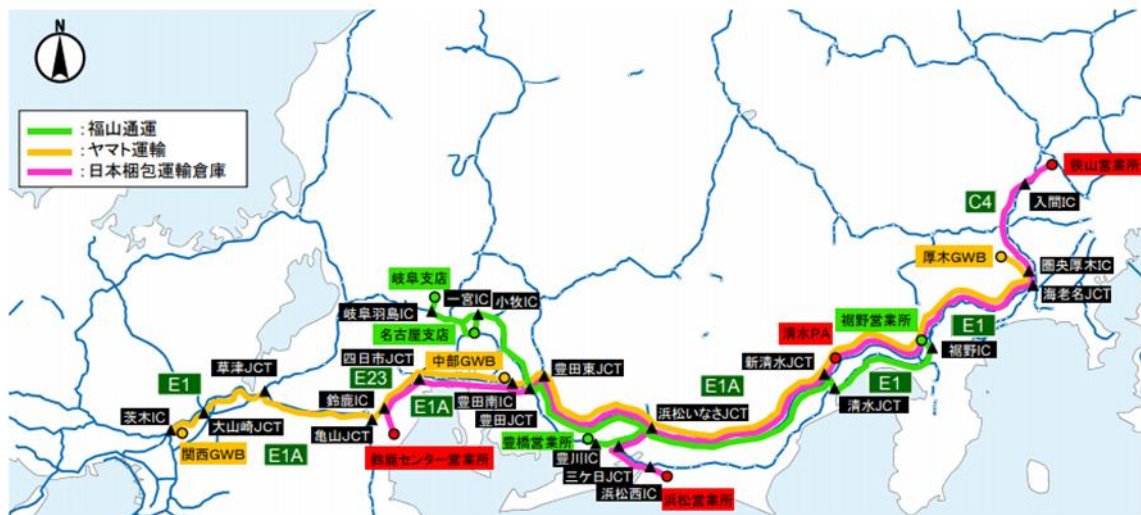 N
：福山通運
：ヤマト運輸
：日本梱包運輸倉庫
狭山営業所
入間IC
C4
厚木GWB
圏央厚木IC
海老名JCT
岐阜支店
一宮IC
小牧IC
岐阜羽島IC
名古屋支店
裾野営業所
清水PA
E1
裾野IC
四日市JCT
中部GWB
新清水JCT
草津JCT
E1
E23
豊田東JCT
E1A
E1
茨木IC
鈴鹿IC
E1A
豊田南IC
豊田JCT
浜松いなさJCT
清水JCT
大山崎JCT
亀山JCT
関西GWB
E1A
鈴鹿センター営業所
豊橋営業所
豊川IC
三ケ日JCT
浜松西IC
浜松営業所